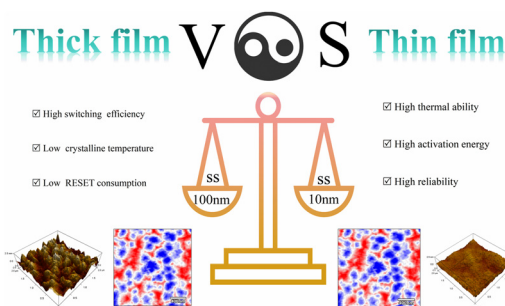 Thick film V S Thin film
☑ High switching efficiency
☑ Low crystalline temperature
☑ Low RESET consumption
☑ High thermal ability
☑ High activation energy
☑ High reliability
ss
100nm
ss
10nm